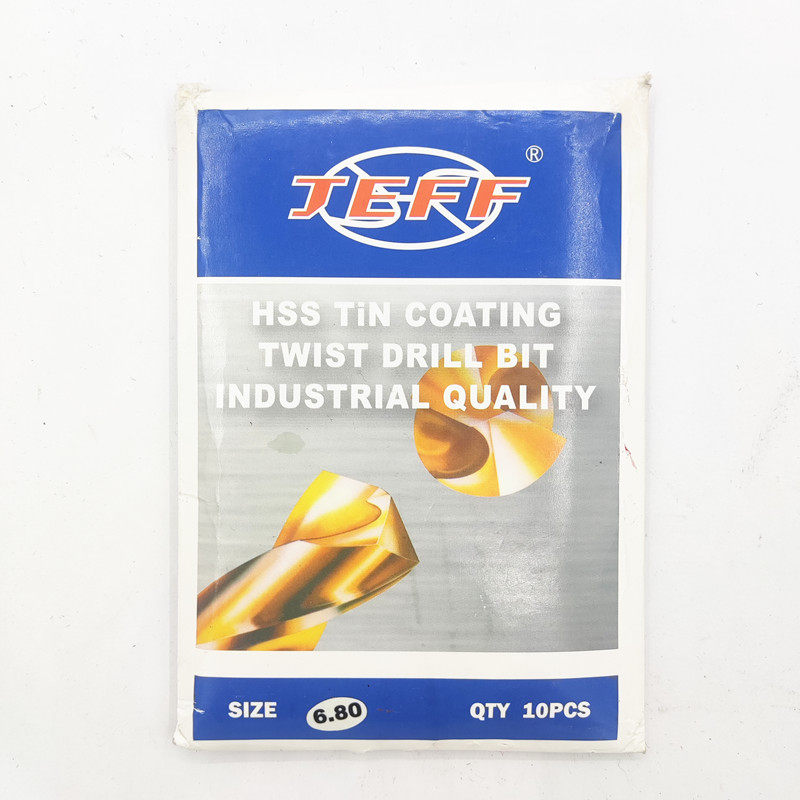 JEFF
®
HSS TiN COATING
TWIST DRILL BIT
INDUSTRIAL QUALITY
SIZE 6.80 QTY 10PCS